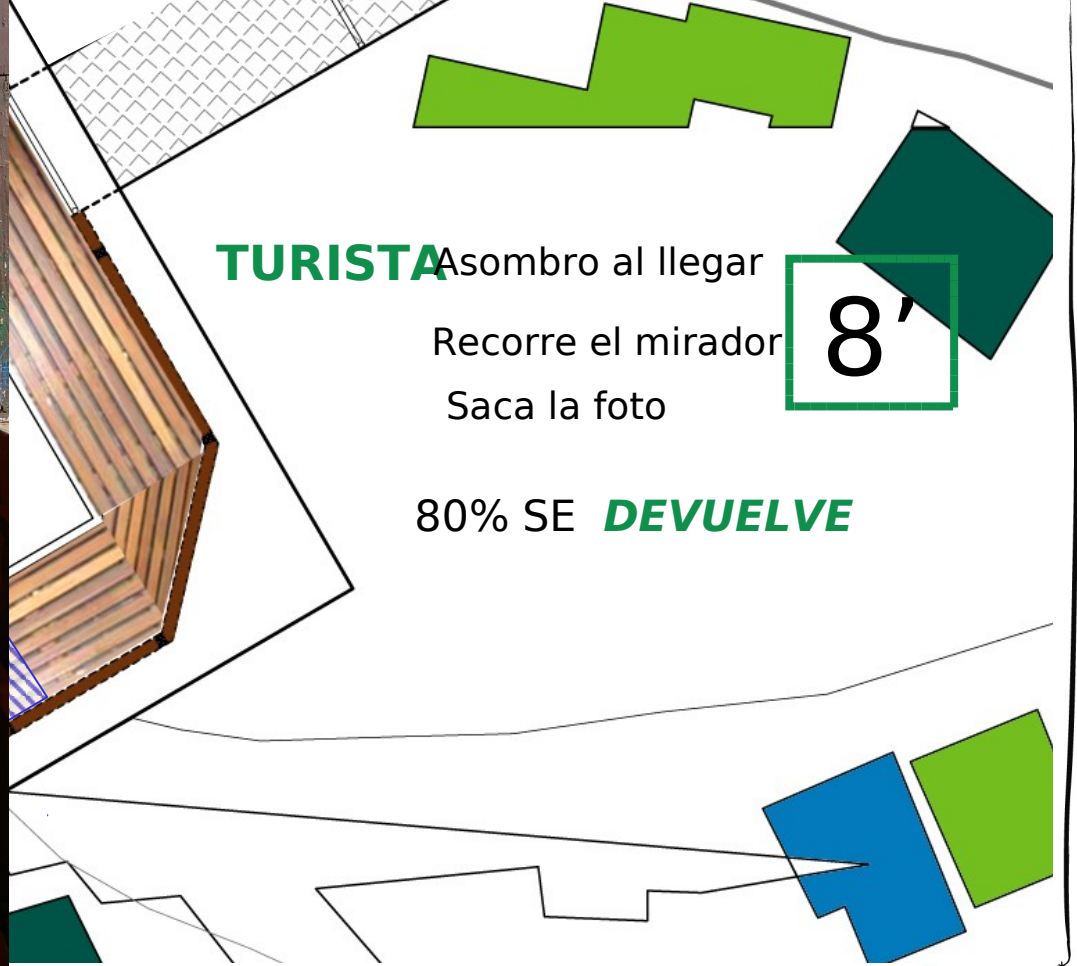 TURISTA Asombro al llegar
Recorre el mirador
8’
Saca la foto
80% SE DEVUELVE